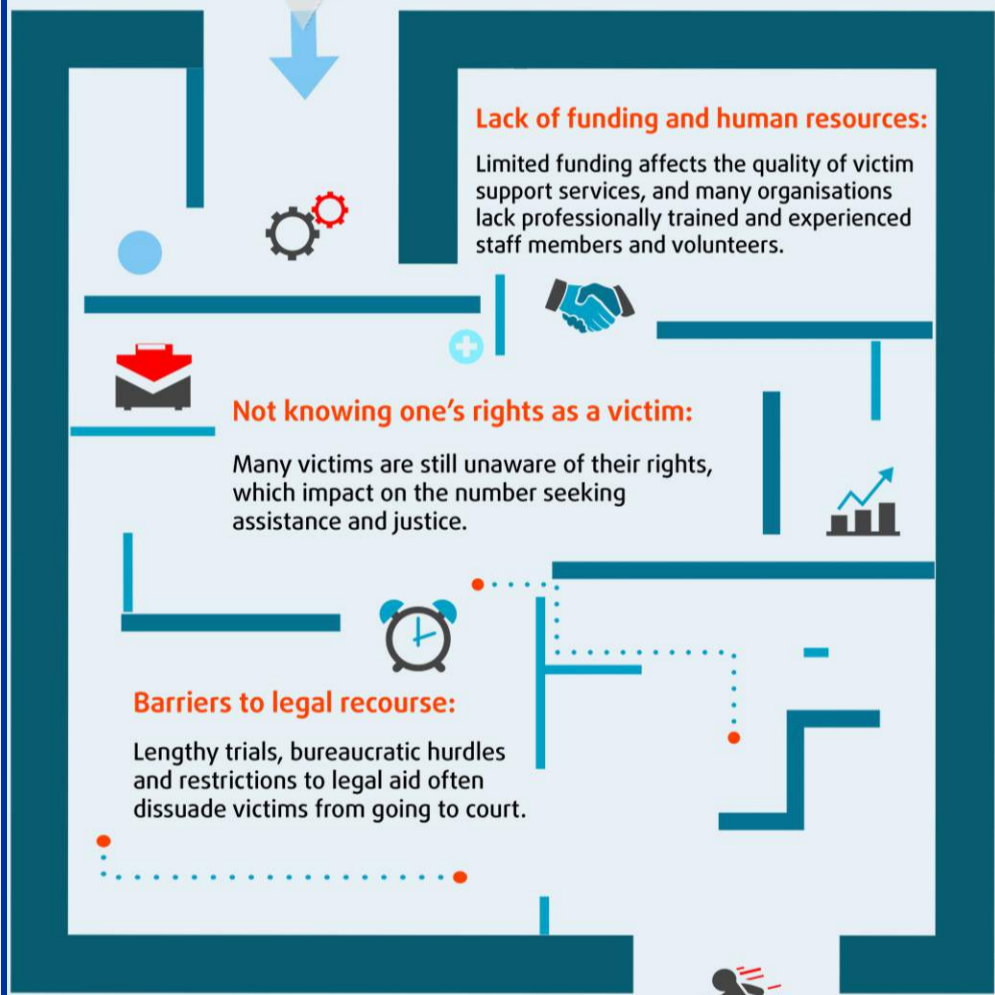 Lack of funding and human resources:
Limited funding affects the quality of victim
support services, and many organisations
lack professionally trained and experienced
staff members and volunteers.
Not knowing one's rights as a victim:
Many victims are still unaware of their rights,
which impact on the number seeking
assistance and justice.
Barriers to legal recourse:
Lengthy trials, bureaucratic hurdles
and restrictions to legal aid often
dissuade victims from going to court.